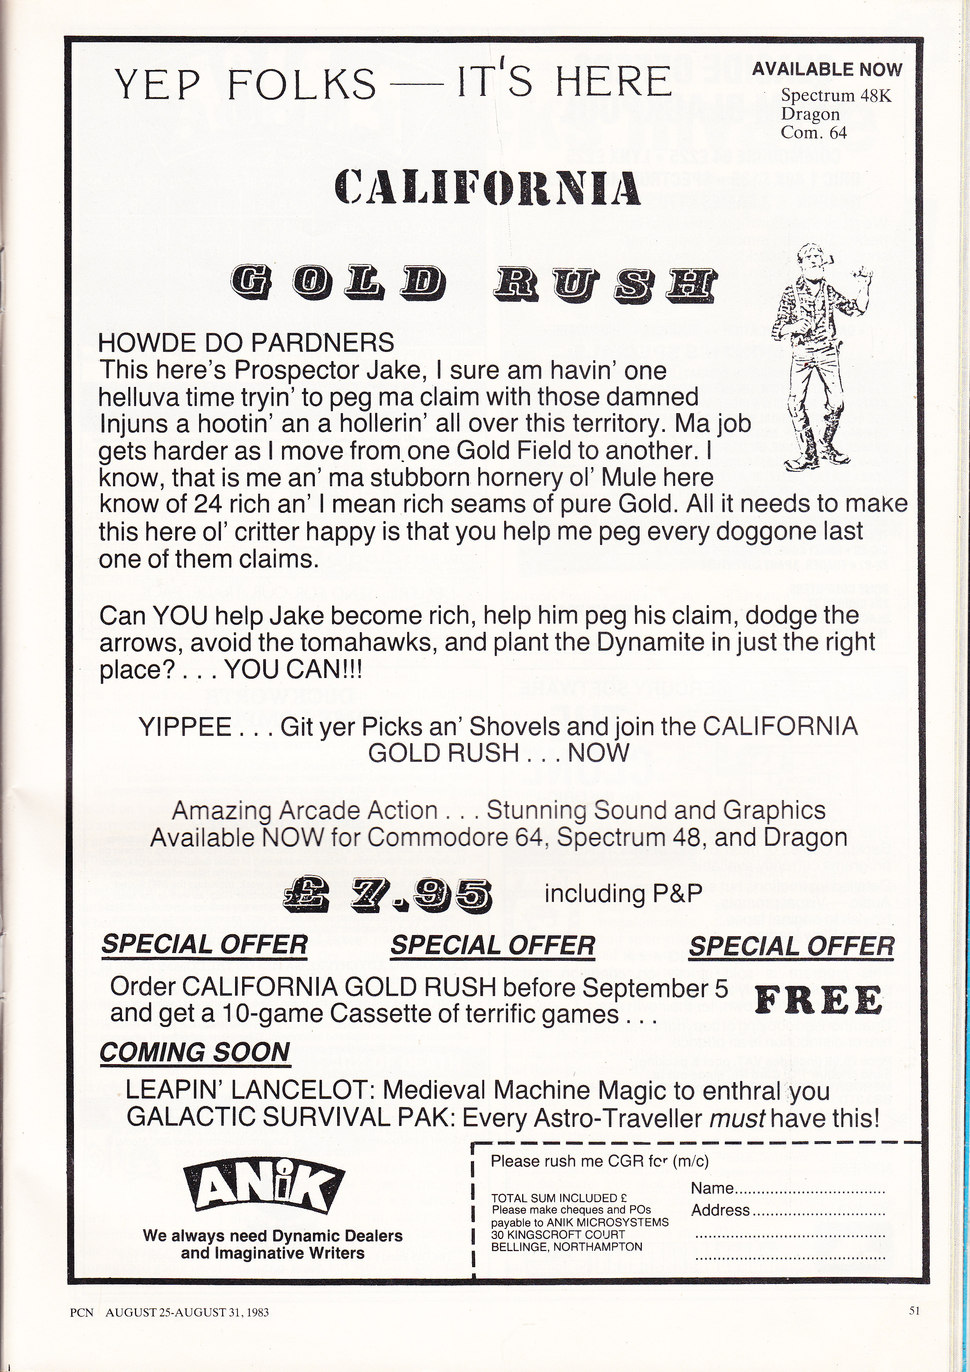 YEP FOLKS — IT'S HERE
AVAILABLE NOW
Spectrum 48K
Dragon
Com. 64
CALIFORNIA
GOLD RUSH
HOWDE DO PARDNERS
This here's Prospector Jake, I sure am havin' one
helluva time tryin' to peg ma claim with those damned
Injuns a hootin' an a hollerin' all over this territory. Ma job
gets harder as I move from one Gold Field to another. I
know, that is me an' ma stubborn hornery ol' Mule here
know of 24 rich an' I mean rich seams of pure Gold. All it needs to make
this here ol' critter happy is that you help me peg every doggone last
one of them claims.
Can YOU help Jake become rich, help him peg his claim, dodge the
arrows, avoid the tomahawks, and plant the Dynamite in just the right
place? . . . YOU CAN!!!
YIPPEE . . . Git yer Picks an' Shovels and join the CALIFORNIA
GOLD RUSH . . . NOW
Amazing Arcade Action . . . Stunning Sound and Graphics
Available NOW for Commodore 64, Spectrum 48, and Dragon
£7.95 including P&P
SPECIAL OFFER SPECIAL OFFER SPECIAL OFFER
Order CALIFORNIA GOLD RUSH before September 5
and get a 10-game Cassette of terrific games . . .
FREE
COMING SOON
LEAPIN' LANCELOT: Medieval Machine Magic to enthral you
GALACTIC SURVIVAL PAK: Every Astro-Traveller must have this!
ANiK
We always need Dynamic Dealers
and Imaginative Writers
Please rush me CGR for (m/c)
TOTAL SUM INCLUDED £
Please make cheques and POs
payable to ANIK MICROSYSTEMS
30 KINGSCROFT COURT
BELLINGE, NORTHAMPTON
Name
Address
PCN AUGUST 25-AUGUST 31, 1983
51